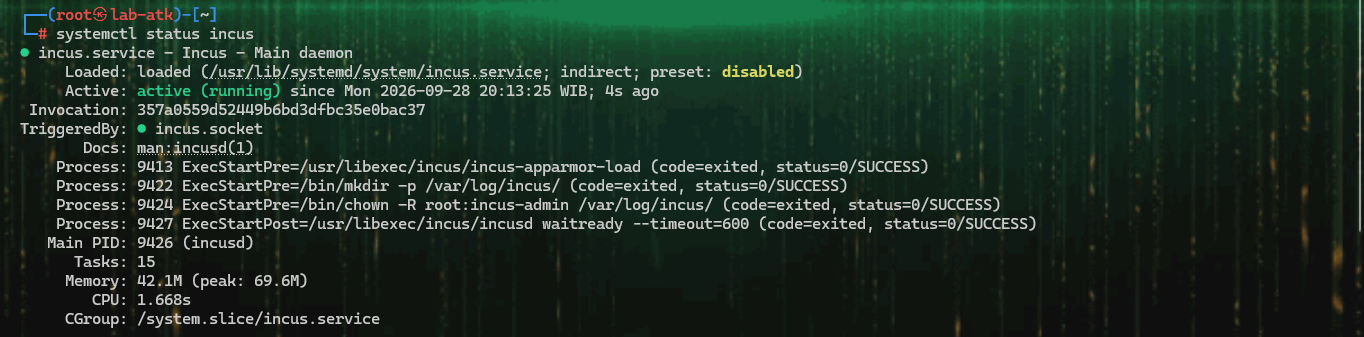 ┌──(root㉿lab-atk)-[~]
└─# systemctl status incus
● incus.service - Incus - Main daemon
Loaded: loaded (/usr/lib/systemd/system/incus.service; indirect; preset: disabled)
Active: active (running) since Mon 2026-09-28 20:13:25 WIB; 4s ago
Invocation: 357a0559d52449b6bd3dfbc35e0bac37
TriggeredBy: ● incus.socket
Docs: man:incusd(1)
Process: 9413 ExecStartPre=/usr/libexec/incus/incus-apparmor-load (code=exited, status=0/SUCCESS)
Process: 9422 ExecStartPre=/bin/mkdir -p /var/log/incus/ (code=exited, status=0/SUCCESS)
Process: 9424 ExecStartPre=/bin/chown -R root:incus-admin /var/log/incus/ (code=exited, status=0/SUCCESS)
Process: 9427 ExecStartPost=/usr/libexec/incus/incusd waitready --timeout=600 (code=exited, status=0/SUCCESS)
Main PID: 9426 (incusd)
Tasks: 15
Memory: 42.1M (peak: 69.6M)
CPU: 1.668s
CGroup: /system.slice/incus.service